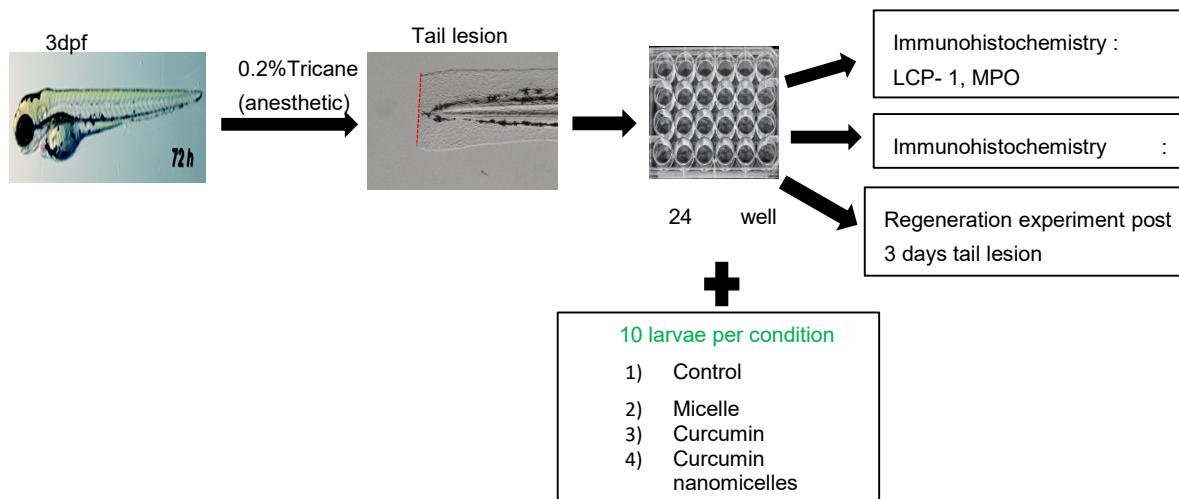 3dpf
72 h
0.2%Tricane
(anesthetic)
Tail lesion
24 well
Immunohistochemistry :
LCP- 1, MPO
Immunohistochemistry :
Regeneration experiment post
3 days tail lesion
10 larvae per condition
1) Control
2) Micelle
3) Curcumin
4) Curcumin
nanomicelles